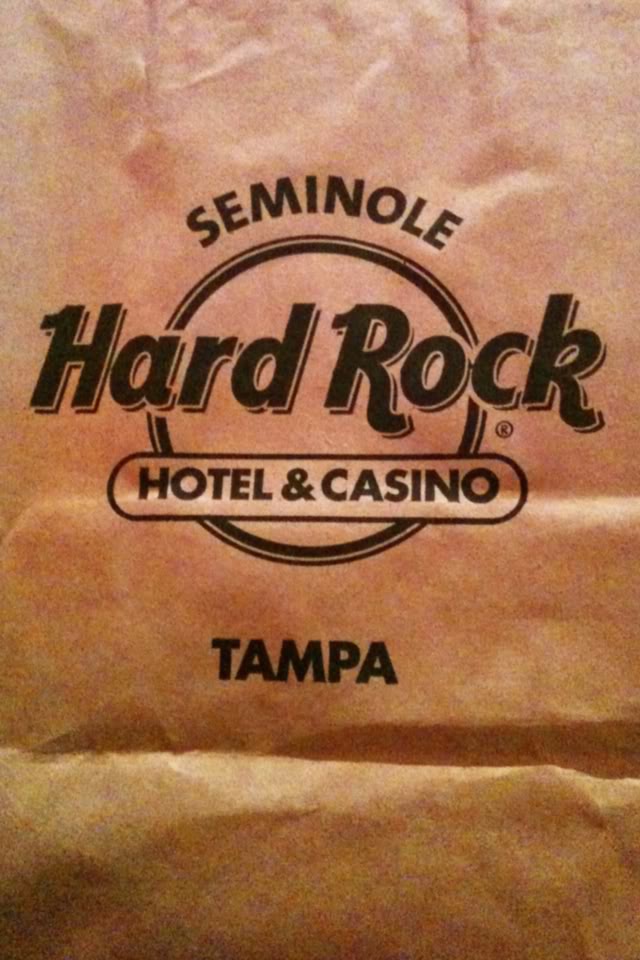 SEMINOLE
Hard Rock ®
HOTEL & CASINO
TAMPA